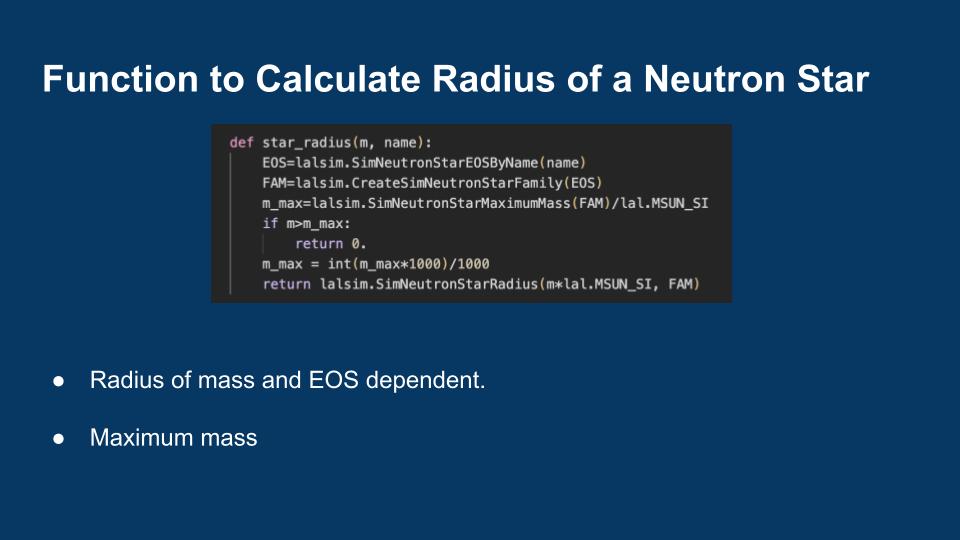 Function to Calculate Radius of a Neutron Star
def star_radius(m, name):
    EOS=lalsim.SimNeutronStarEOSByName(name)
    FAM=lalsim.CreateSimNeutronStarFamily(EOS)
    m_max=lalsim.SimNeutronStarMaximumMass(FAM)/lal.MSUN_SI
    if m>m_max:
        return 0.
    m_max = int(m_max*1000)/1000
    return lalsim.SimNeutronStarRadius(m*lal.MSUN_SI, FAM)
● Radius of mass and EOS dependent.
● Maximum mass